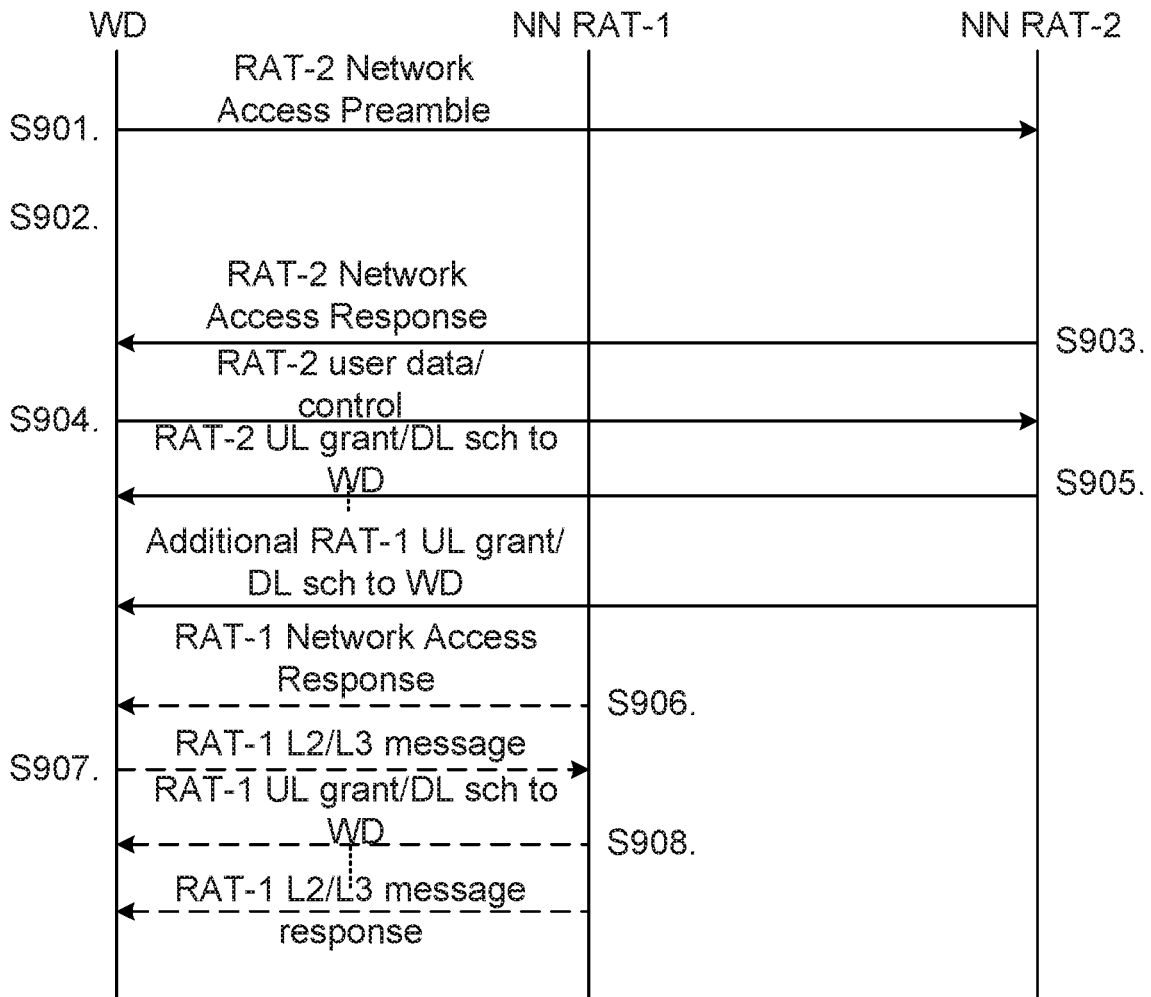 WD
NN RAT-1
NN RAT-2
RAT-2 Network
Access Preamble
S901.
S902.
RAT-2 Network
Access Response
S903.
RAT-2 user data/
control
S904.
RAT-2 UL grant/DL sch to
WD
S905.
Additional RAT-1 UL grant/
DL sch to WD
RAT-1 Network Access
Response
S906.
RAT-1 L2/L3 message
S907.
RAT-1 UL grant/DL sch to
WD
S908.
RAT-1 L2/L3 message
response